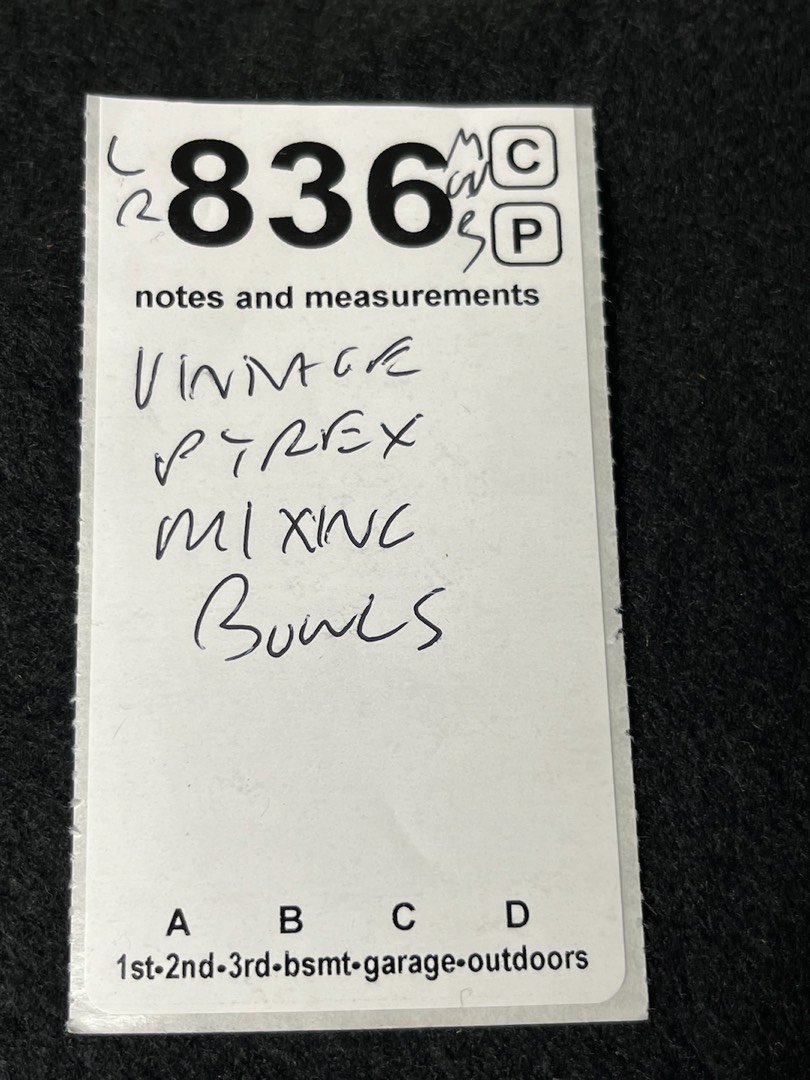 L
R
836
C
P
notes and measurements
VINTAGE
PYREX
MIXING
BOWLS
A B C D
1st•2nd•3rd•bsmt•garage•outdoors